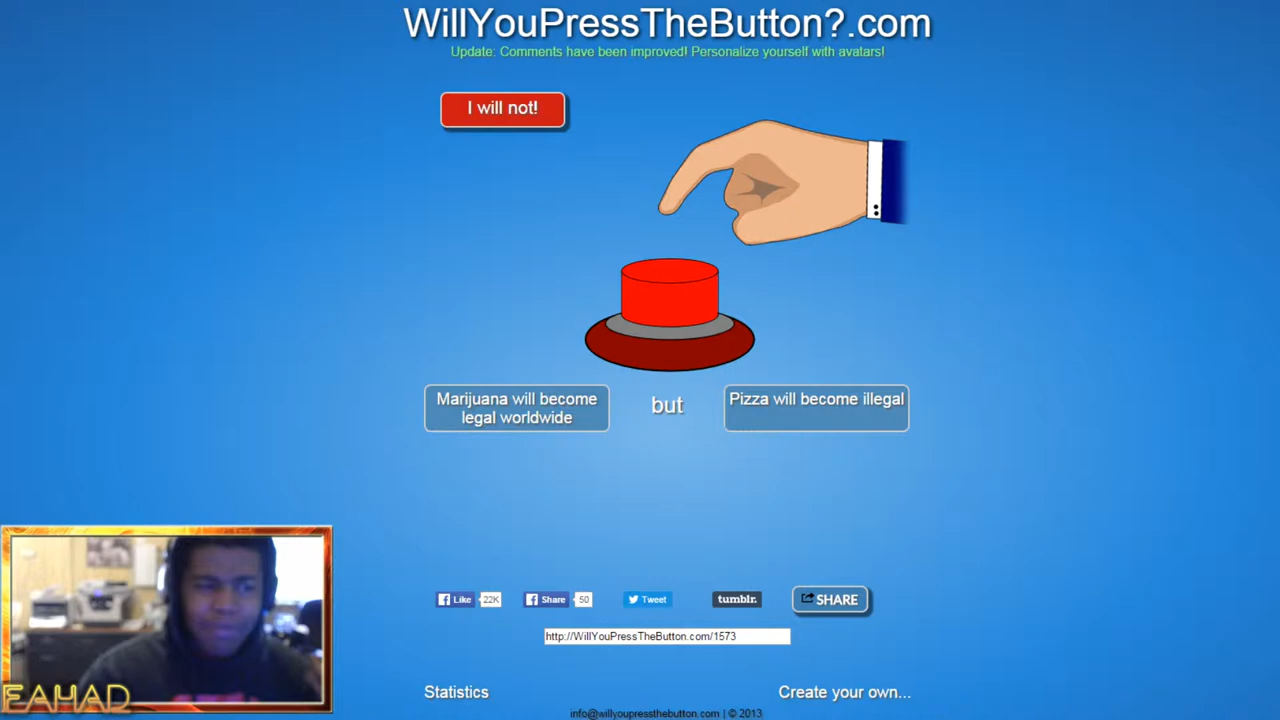 WillYouPressTheButton?.com
Update: Comments have been improved! Personalize yourself with avatars!
I will not!
Marijuana will become
legal worldwide
but
Pizza will become illegal
Like 22K
Share 50
Tweet
tumblr.
SHARE
http://WillYouPressTheButton.com/1573
FAHAD
Statistics
Create your own...
info@willyoupressthebutton.com | © 2013